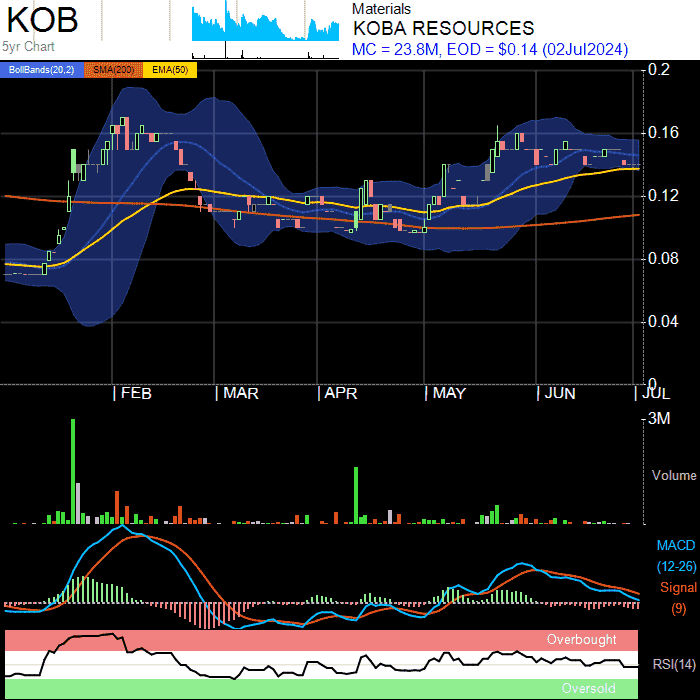 KOB
5yr Chart
Materials
KOBA RESOURCES
MC = 23.8M, EOD = $0.14 (02Jul2024)
BollBands(20,2) SMA(200) EMA(50)
0.2
0.16
0.12
0.08
0.04
0
FEB MAR APR MAY JUN JUL
3M
Volume
MACD
(12-26)
Signal
(9)
Overbought
RSI(14)
Oversold